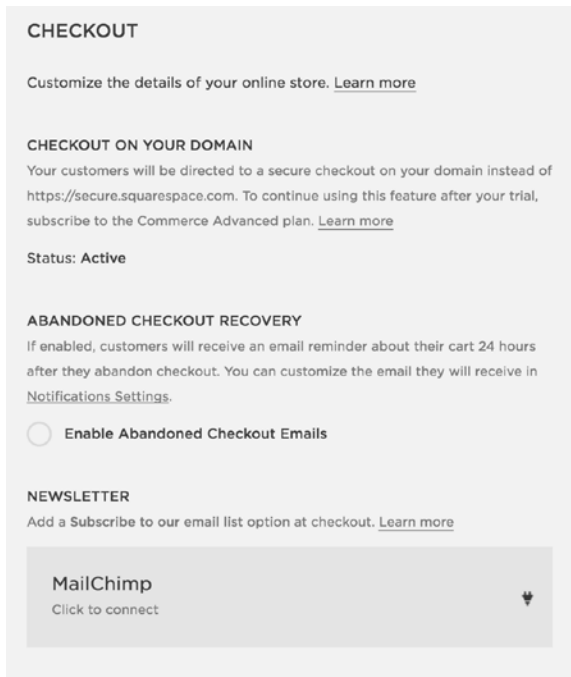 CHECKOUT
Customize the details of your online store. Learn more
CHECKOUT ON YOUR DOMAIN
Your customers will be directed to a secure checkout on your domain instead of
https://secure.squarespace.com. To continue using this feature after your trial,
subscribe to the Commerce Advanced plan. Learn more
Status: Active
ABANDONED CHECKOUT RECOVERY
If enabled, customers will receive an email reminder about their cart 24 hours
after they abandon checkout. You can customize the email they will receive in
Notifications Settings.
Enable Abandoned Checkout Emails
NEWSLETTER
Add a Subscribe to our email list option at checkout. Learn more
MailChimp
Click to connect